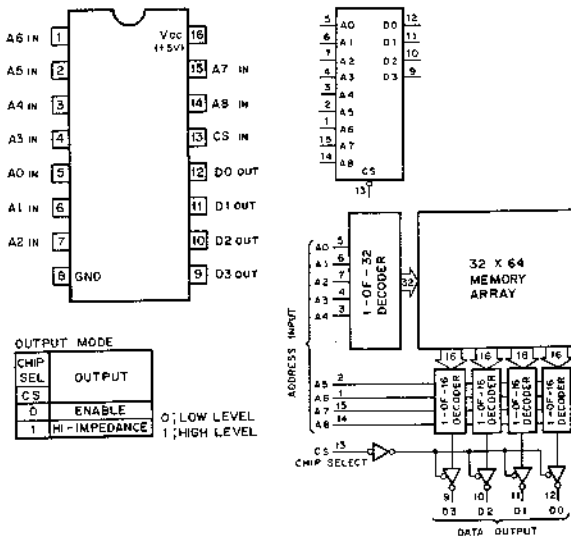 A6 IN 1
A5 IN 2
A4 IN 3
A3 IN 4
A0 IN 5
A1 IN 6
A2 IN 7
8 GND
Vcc 16
(+5V)
15 A7 IN
14 A8 IN
13 CS IN
12 D0 OUT
11 D1 OUT
10 D2 OUT
9 D3 OUT
5 A0 D0 12
6 A1 D1 11
7 A2 D2 10
4 A3 D3 9
3 A4
2 A5
1 A6
15 A7
14 A8
CS
13
OUTPUT MODE
CHIP SEL OUTPUT
CS
0 ENABLE
1 HI-IMPEDANCE
0; LOW LEVEL
1; HIGH LEVEL
ADDRESS INPUT
A0 5
A1 6
A2 7
A3 4
A4 3
1-OF-32 DECODER
32
32 X 64
MEMORY
ARRAY
16 16 16 16
A5 2
A6 1
A7 15
A8 14
1-OF-16 DECODER
1-OF-16 DECODER
1-OF-16 DECODER
1-OF-16 DECODER
CS 13
CHIP SELECT
9 10 11 12
D3 D2 D1 D0
DATA OUTPUT